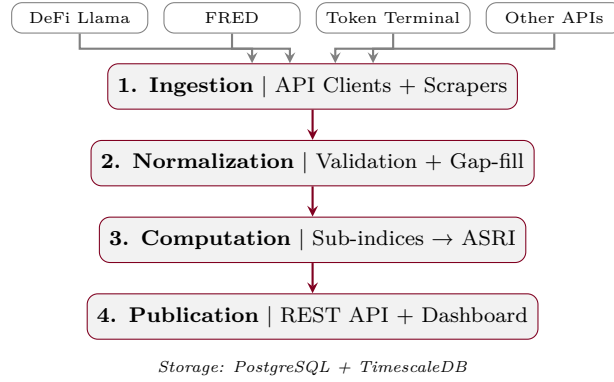 DeFi Llama
FRED
Token Terminal
Other APIs
1. Ingestion | API Clients + Scrapers
2. Normalization | Validation + Gap-fill
3. Computation | Sub-indices → ASRI
4. Publication | REST API + Dashboard
Storage: PostgreSQL + TimescaleDB